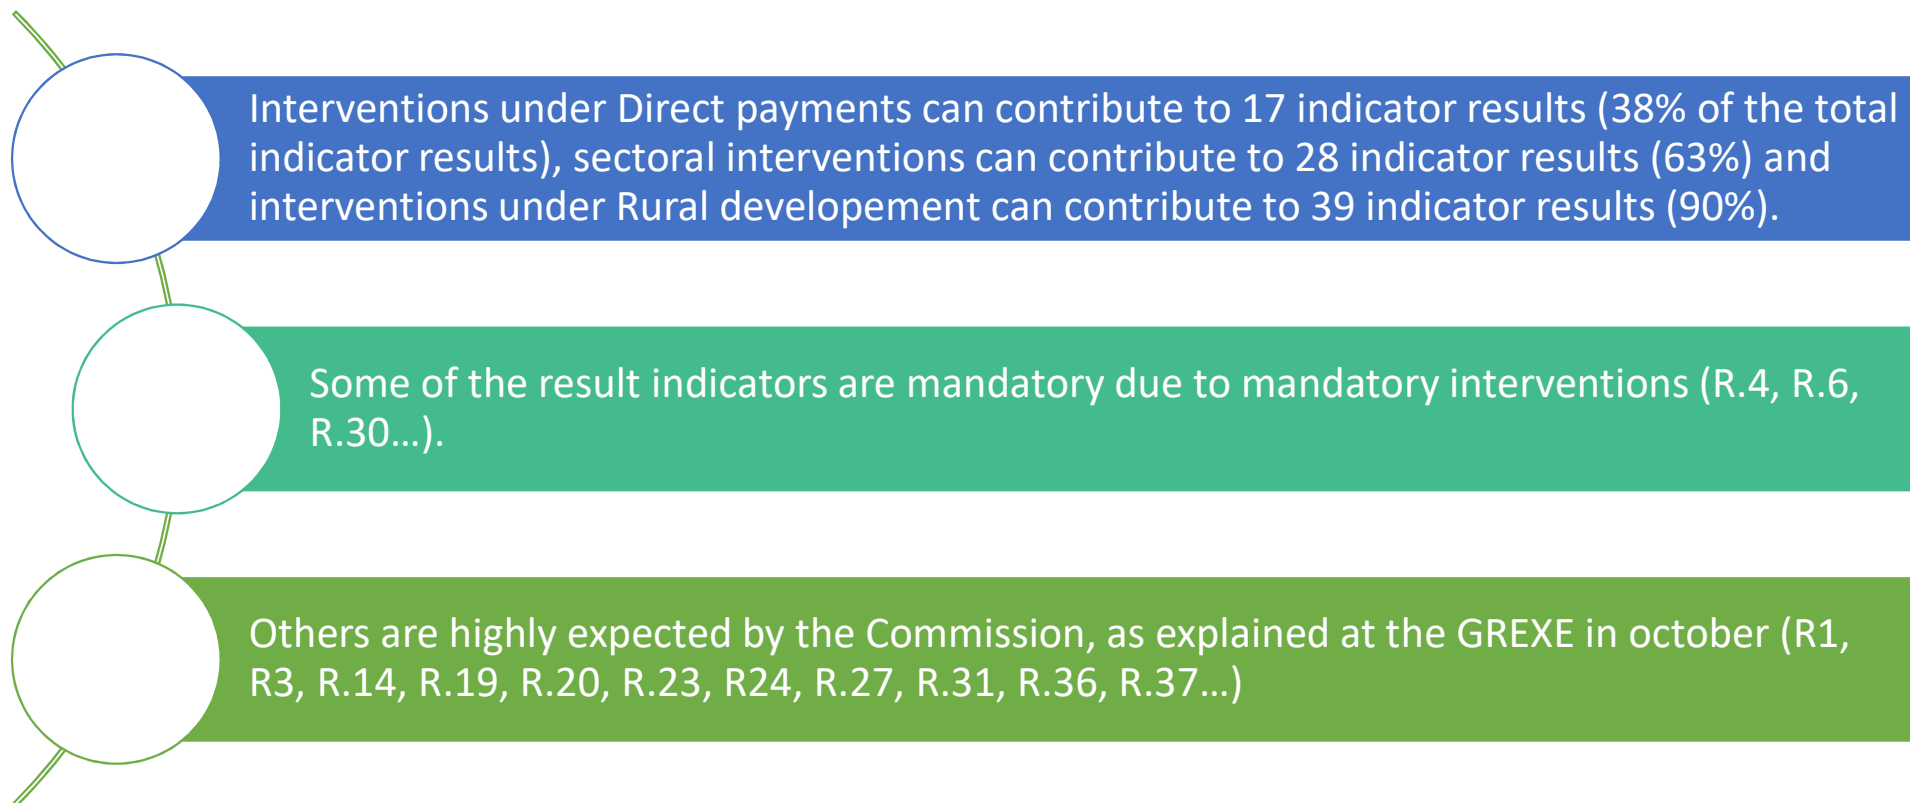 Interventions under Direct payments can contribute to 17 indicator results (38% of the total
indicator results), sectoral interventions can contribute to 28 indicator results (63%) and
interventions under Rural developement can contribute to 39 indicator results (90%).
Some of the result indicators are mandatory due to mandatory interventions (R.4, R.6,
R.30…).
Others are highly expected by the Commission, as explained at the GREXE in october (R1,
R3, R.14, R.19, R.20, R.23, R24, R.27, R.31, R.36, R.37…)